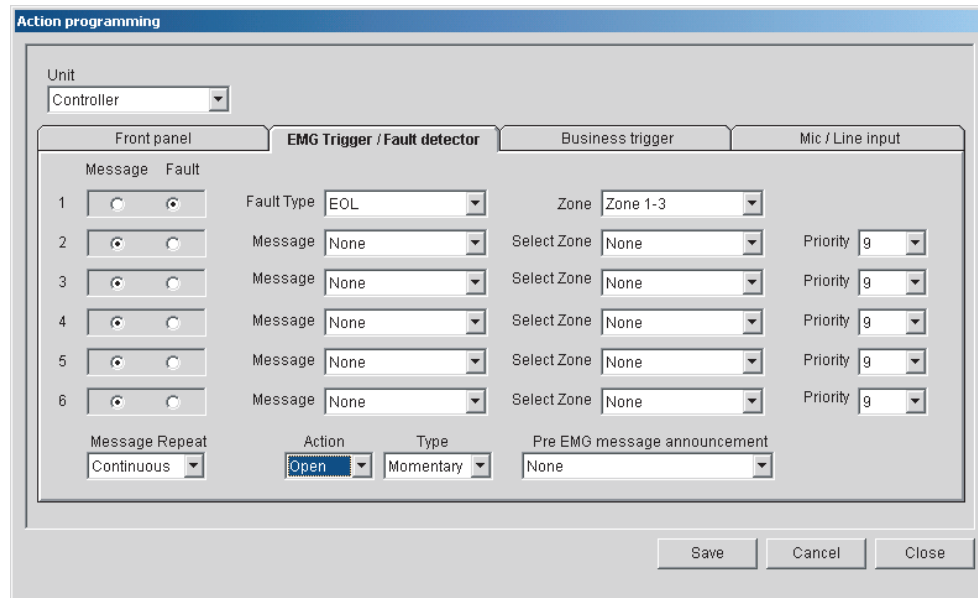 Action programming
Unit
Controller
Front panel EMG Trigger / Fault detector Business trigger Mic / Line input
Message Fault
1 Fault Type EOL Zone Zone 1-3
2 Message None Select Zone None Priority 9
3 Message None Select Zone None Priority 9
4 Message None Select Zone None Priority 9
5 Message None Select Zone None Priority 9
6 Message None Select Zone None Priority 9
Message Repeat Action Type Pre EMG message announcement
Continuous Open Momentary None
Save Cancel Close